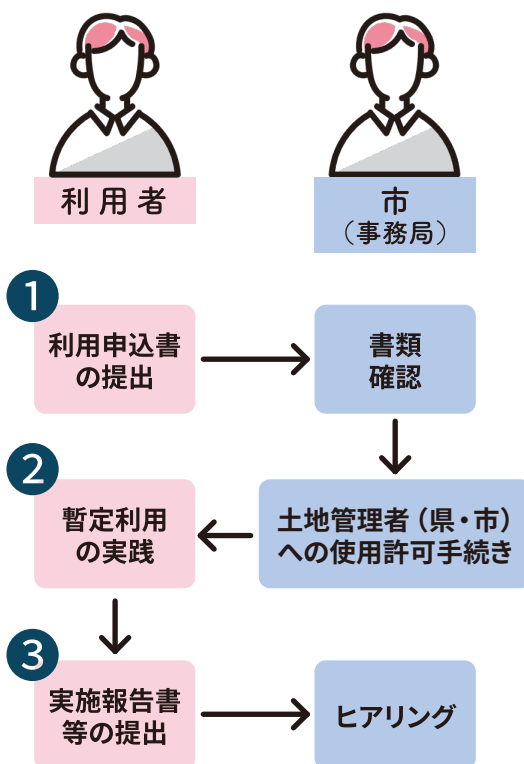 利用者
市
（事務局）
1
利用申込書
の提出
書類
確認
2
暫定利用
の実践
土地管理者（県・市）
への使用許可手続き
3
実施報告書
等の提出
ヒアリング